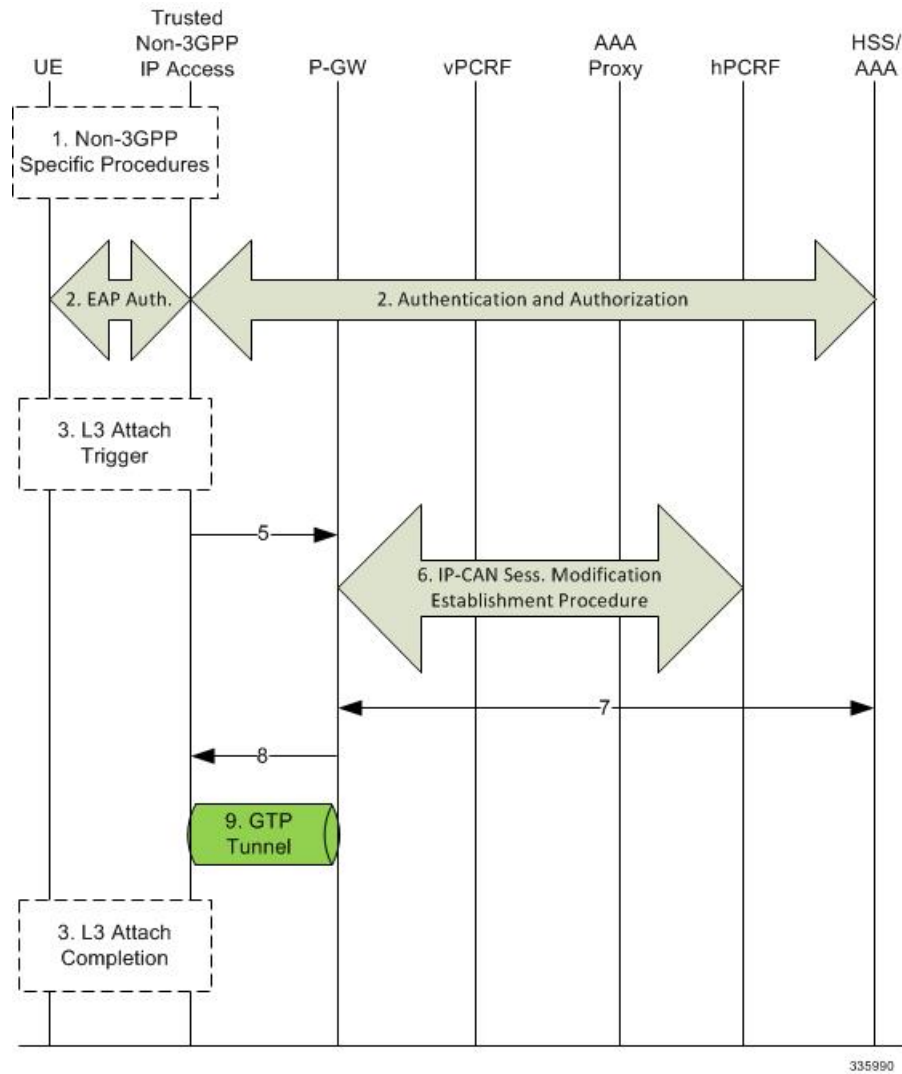 UE
Trusted
Non-3GPP
IP Access
P-GW
vPCRF
AAA
Proxy
hPCRF
HSS/
AAA
1. Non-3GPP
Specific Procedures
2. EAP Auth.
2. Authentication and Authorization
3. L3 Attach
Trigger
5
6. IP-CAN Sess. Modification
Establishment Procedure
7
8
9. GTP
Tunnel
3. L3 Attach
Completion
335990